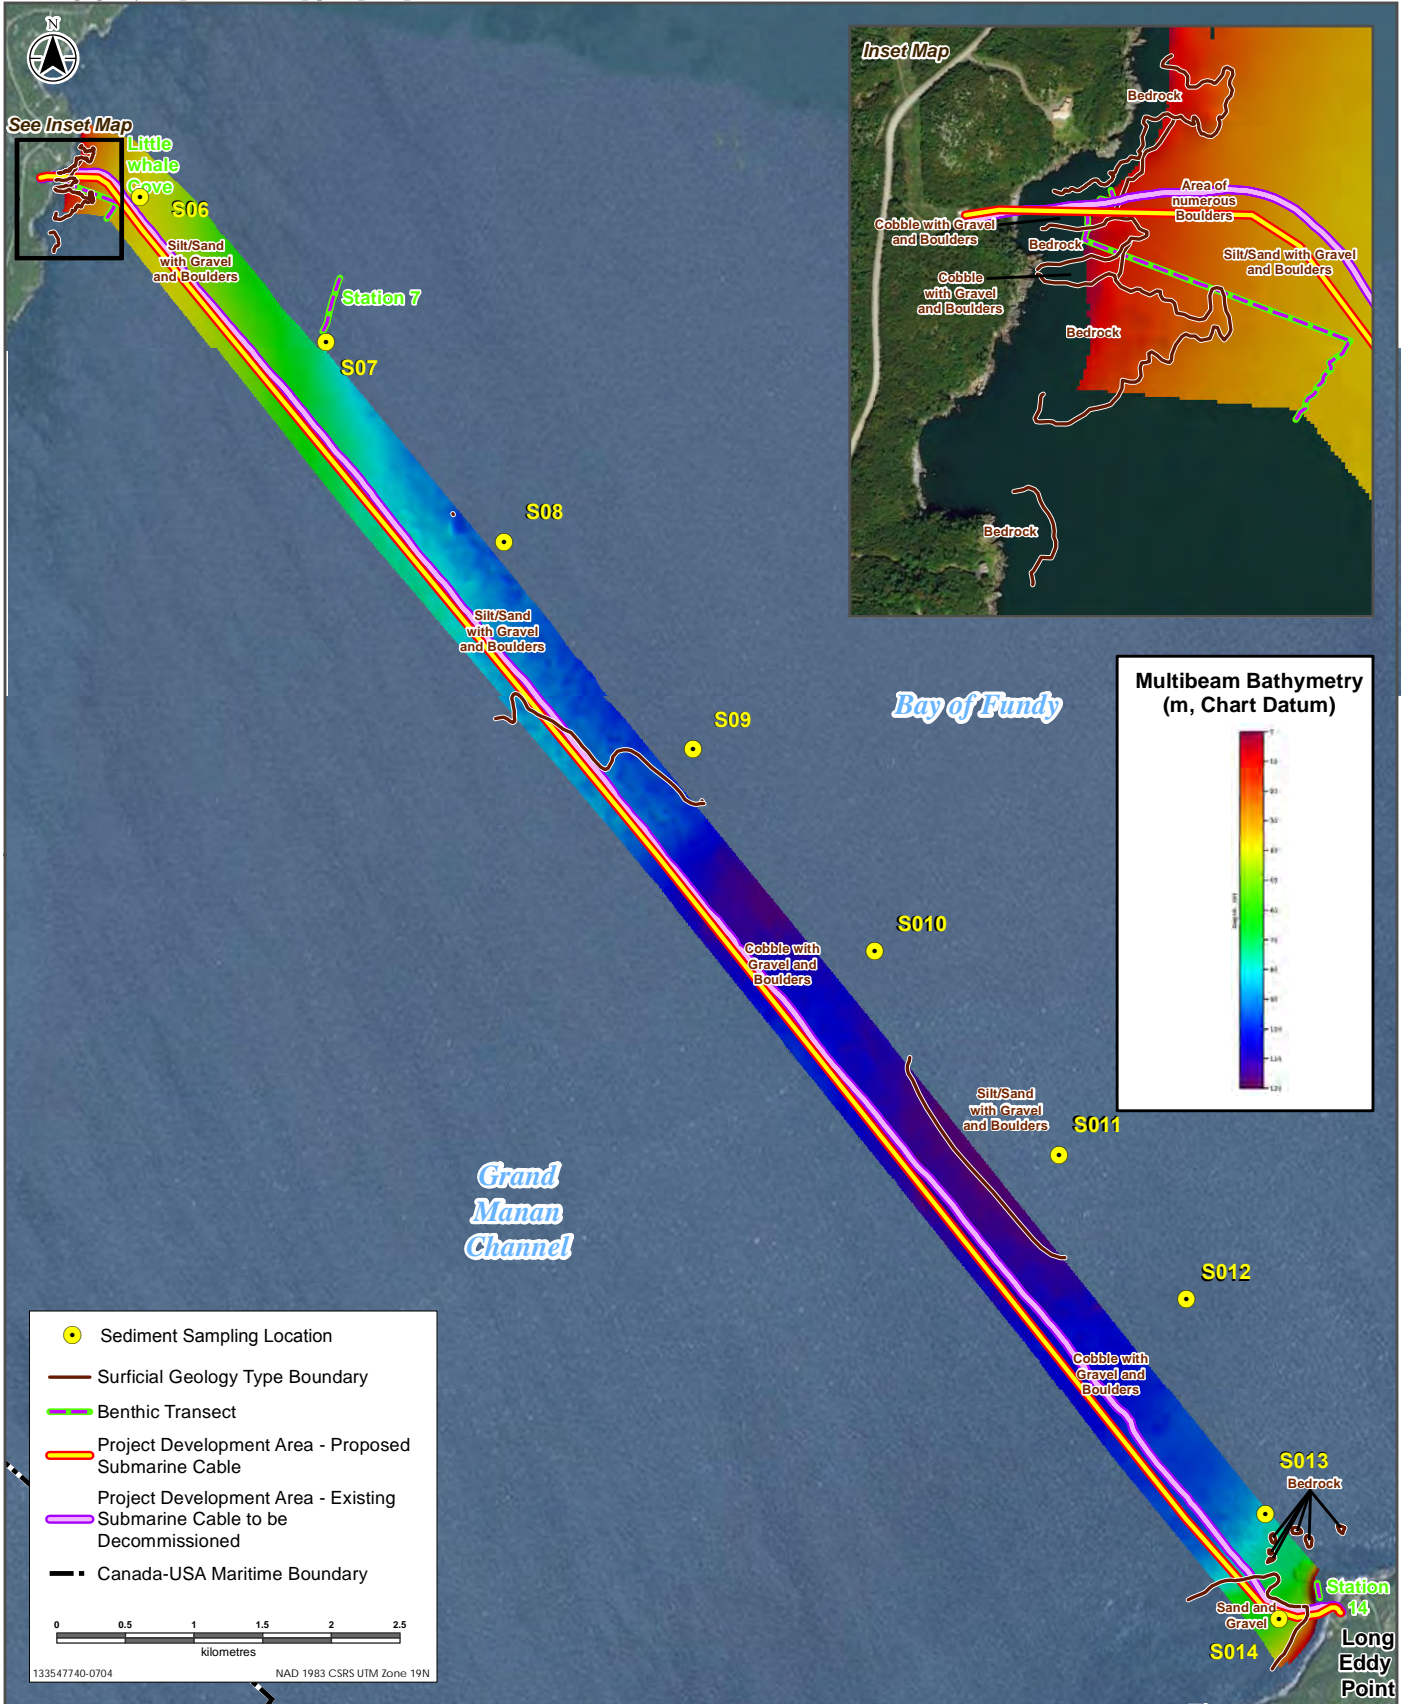 N
See Inset Map
Little
whale
Cove
S06
Silt/Sand
with Gravel
and Boulders
Station 7
S07
S08
Silt/Sand
with Gravel
and Boulders
S09
Bay of Fundy
S010
Cobble with
Gravel and
Boulders
Silt/Sand
with Gravel
and Boulders
S011
Grand
Manan
Channel
S012
Cobble with
Gravel and
Boulders
S013
Bedrock
Station
14
Sand and
Gravel
S014
Long
Eddy
Point
Inset Map
Bedrock
Area of
numerous
Boulders
Cobble with Gravel
and Boulders
Bedrock
Silt/Sand with Gravel
and Boulders
Cobble
with Gravel
and Boulders
Bedrock
Bedrock
Multibeam Bathymetry
(m, Chart Datum)
Sediment Sampling Location
Surficial Geology Type Boundary
Benthic Transect
Project Development Area - Proposed
Submarine Cable
Project Development Area - Existing
Submarine Cable to be
Decommissioned
Canada-USA Maritime Boundary
0 0.5 1 1.5 2 2.5
kilometres
133547740-0704 NAD 1983 CSRS UTM Zone 19N